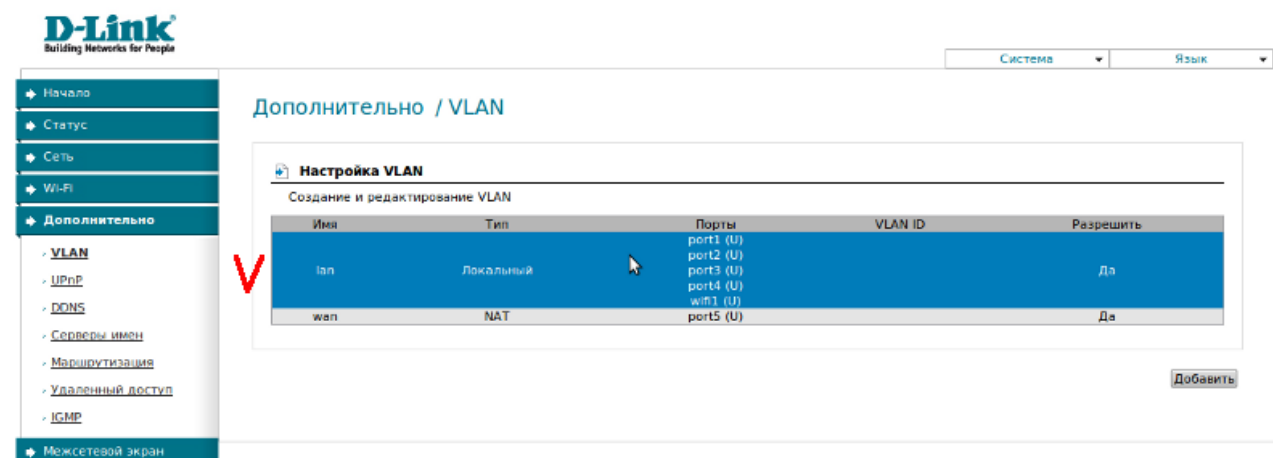 D-Link
Building Networks for People
Система Язык
Начало
Статус
Сеть
Wi-Fi
Дополнительно
VLAN
UPnP
DDNS
Серверы имен
Маршрутизация
Удаленный доступ
IGMP
Межсетевой экран
Дополнительно / VLAN
Настройка VLAN
Создание и редактирование VLAN
Имя Тип Порты VLAN ID Разрешить
port1 (U)
port2 (U)
lan Локальный port3 (U) Да
port4 (U)
wifi1 (U)
wan NAT port5 (U) Да
Добавить
V